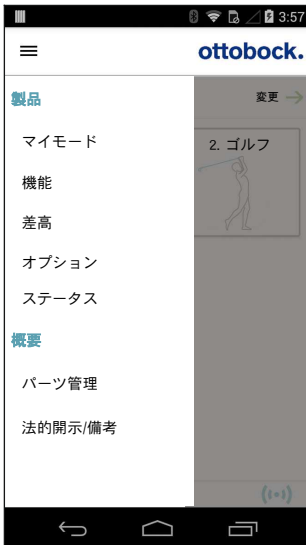 3:57
ottobock.
製品
変更
マイモード
2. ゴルフ
機能
差高
オプション
ステータス
概要
パーツ管理
法的開示/備考